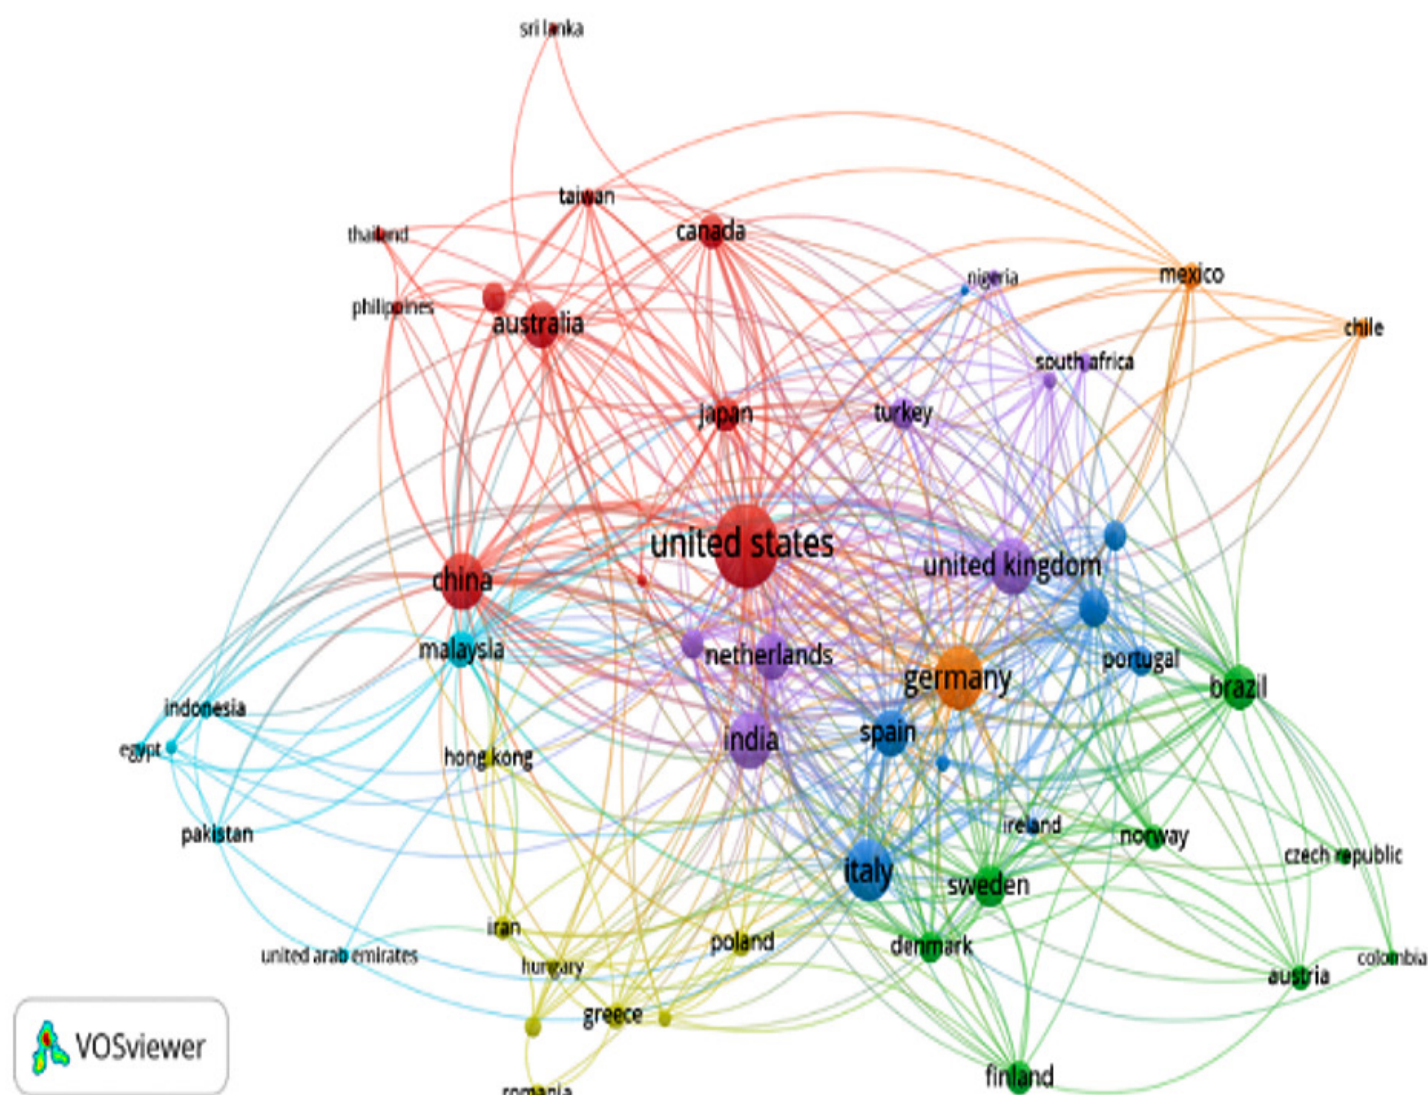 sri lanka
taiwan
canada
thailand
mexico
nigeria
philippines
australia
chile
south africa
japan
turkey
united states
united kingdom
china
malaysia
netherlands
portugal
germany
brazil
indonesia
spain
india
egypt
hong kong
pakistan
ireland
norway
czech republic
italy
sweden
iran
poland
denmark
united arab emirates
colombia
hungary
austria
greece
VOSviewer
finland
romania